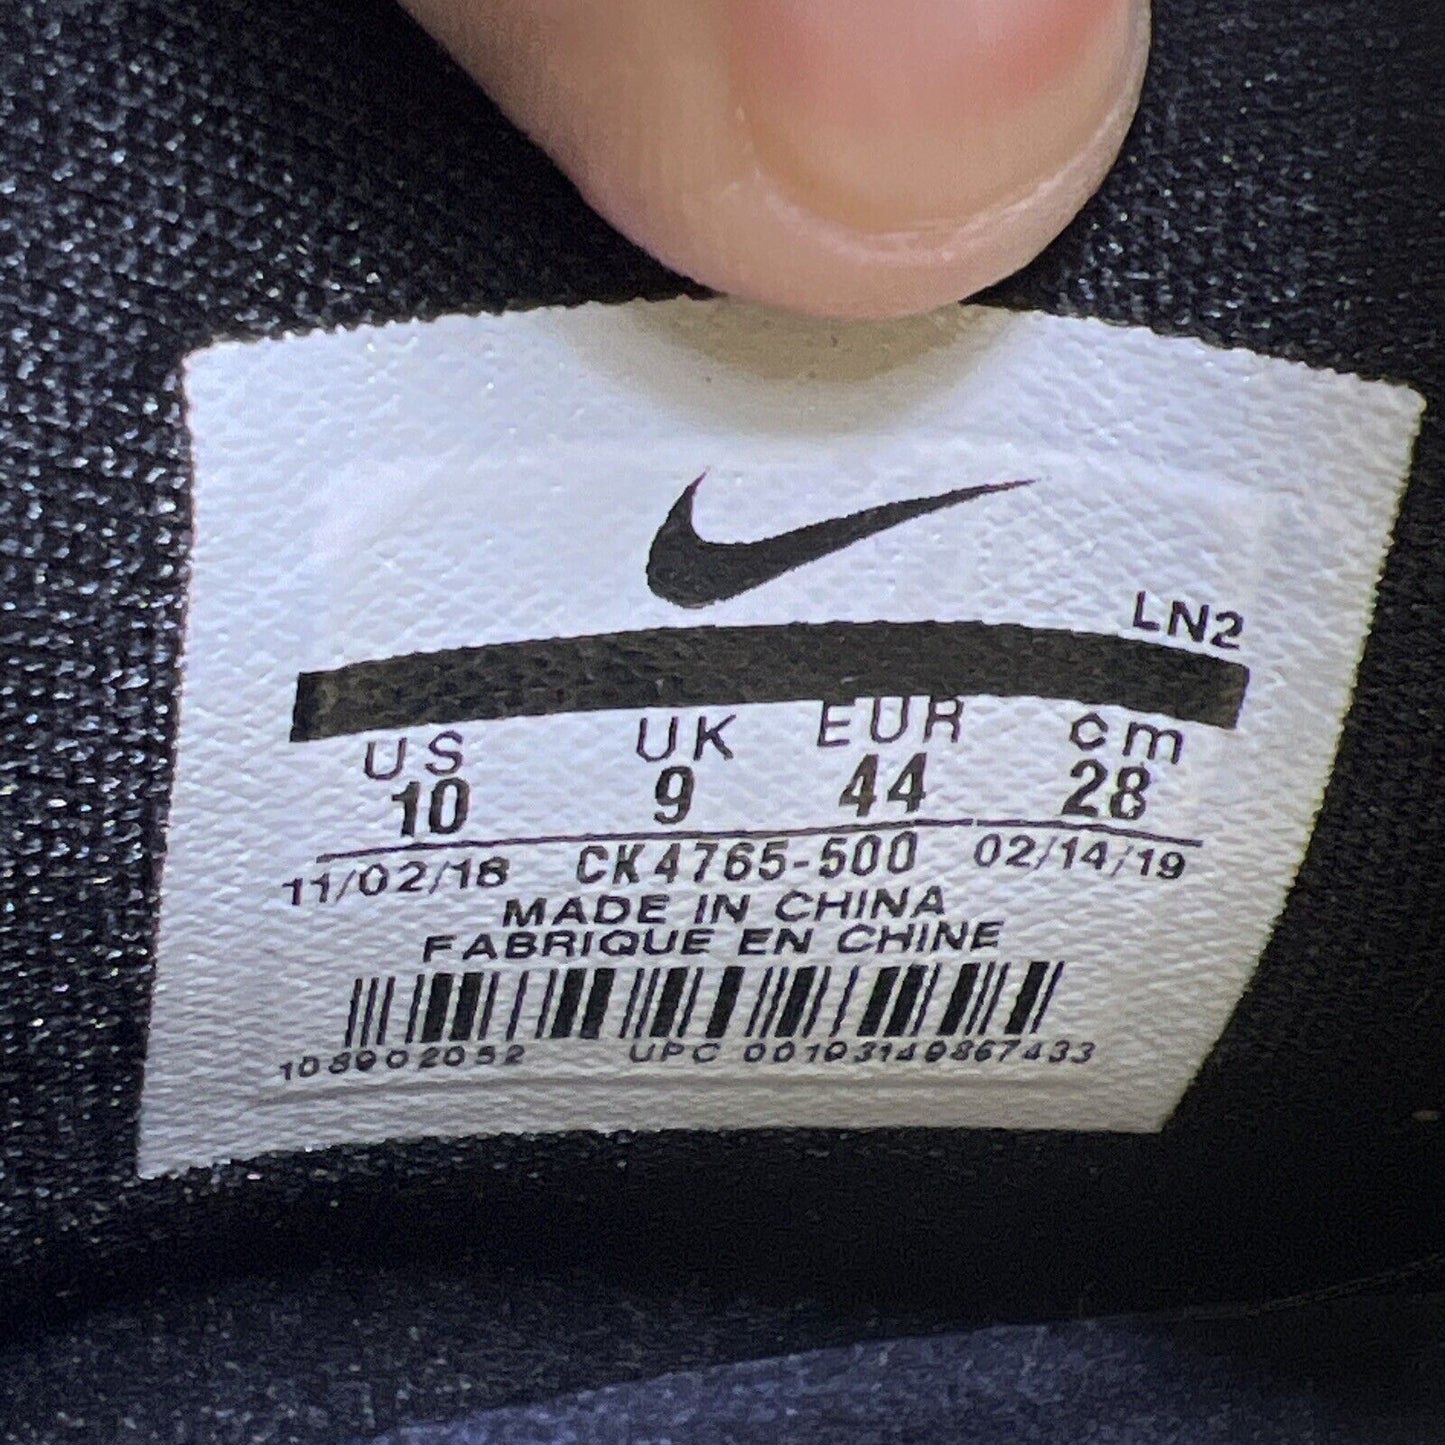 LN2
US UK EUR cm
10 9 44 28
11/02/18 CK4765-500 02/14/19
MADE IN CHINA
FABRIQUE EN CHINE
108902052 UPC 00193149867433